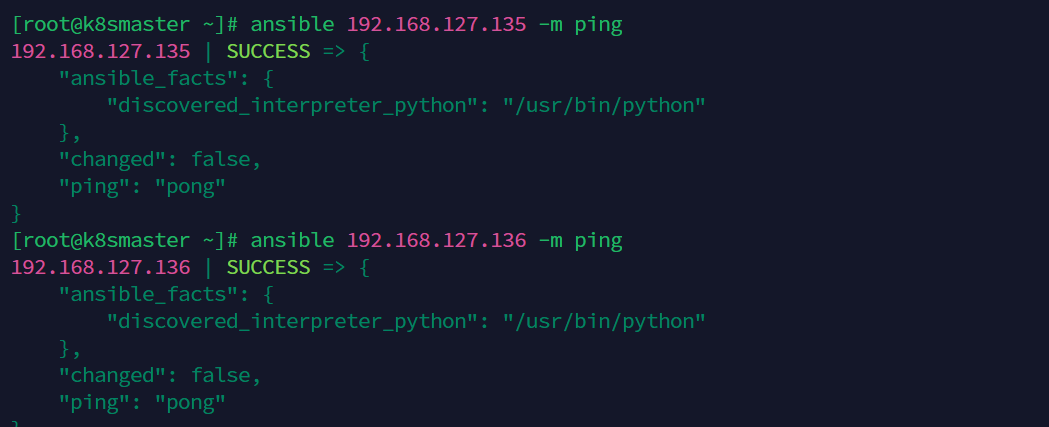 [root@k8smaster ~]# ansible 192.168.127.135 -m ping
192.168.127.135 | SUCCESS => {
    "ansible_facts": {
        "discovered_interpreter_python": "/usr/bin/python"
    },
    "changed": false,
    "ping": "pong"
}
[root@k8smaster ~]# ansible 192.168.127.136 -m ping
192.168.127.136 | SUCCESS => {
    "ansible_facts": {
        "discovered_interpreter_python": "/usr/bin/python"
    },
    "changed": false,
    "ping": "pong"
}